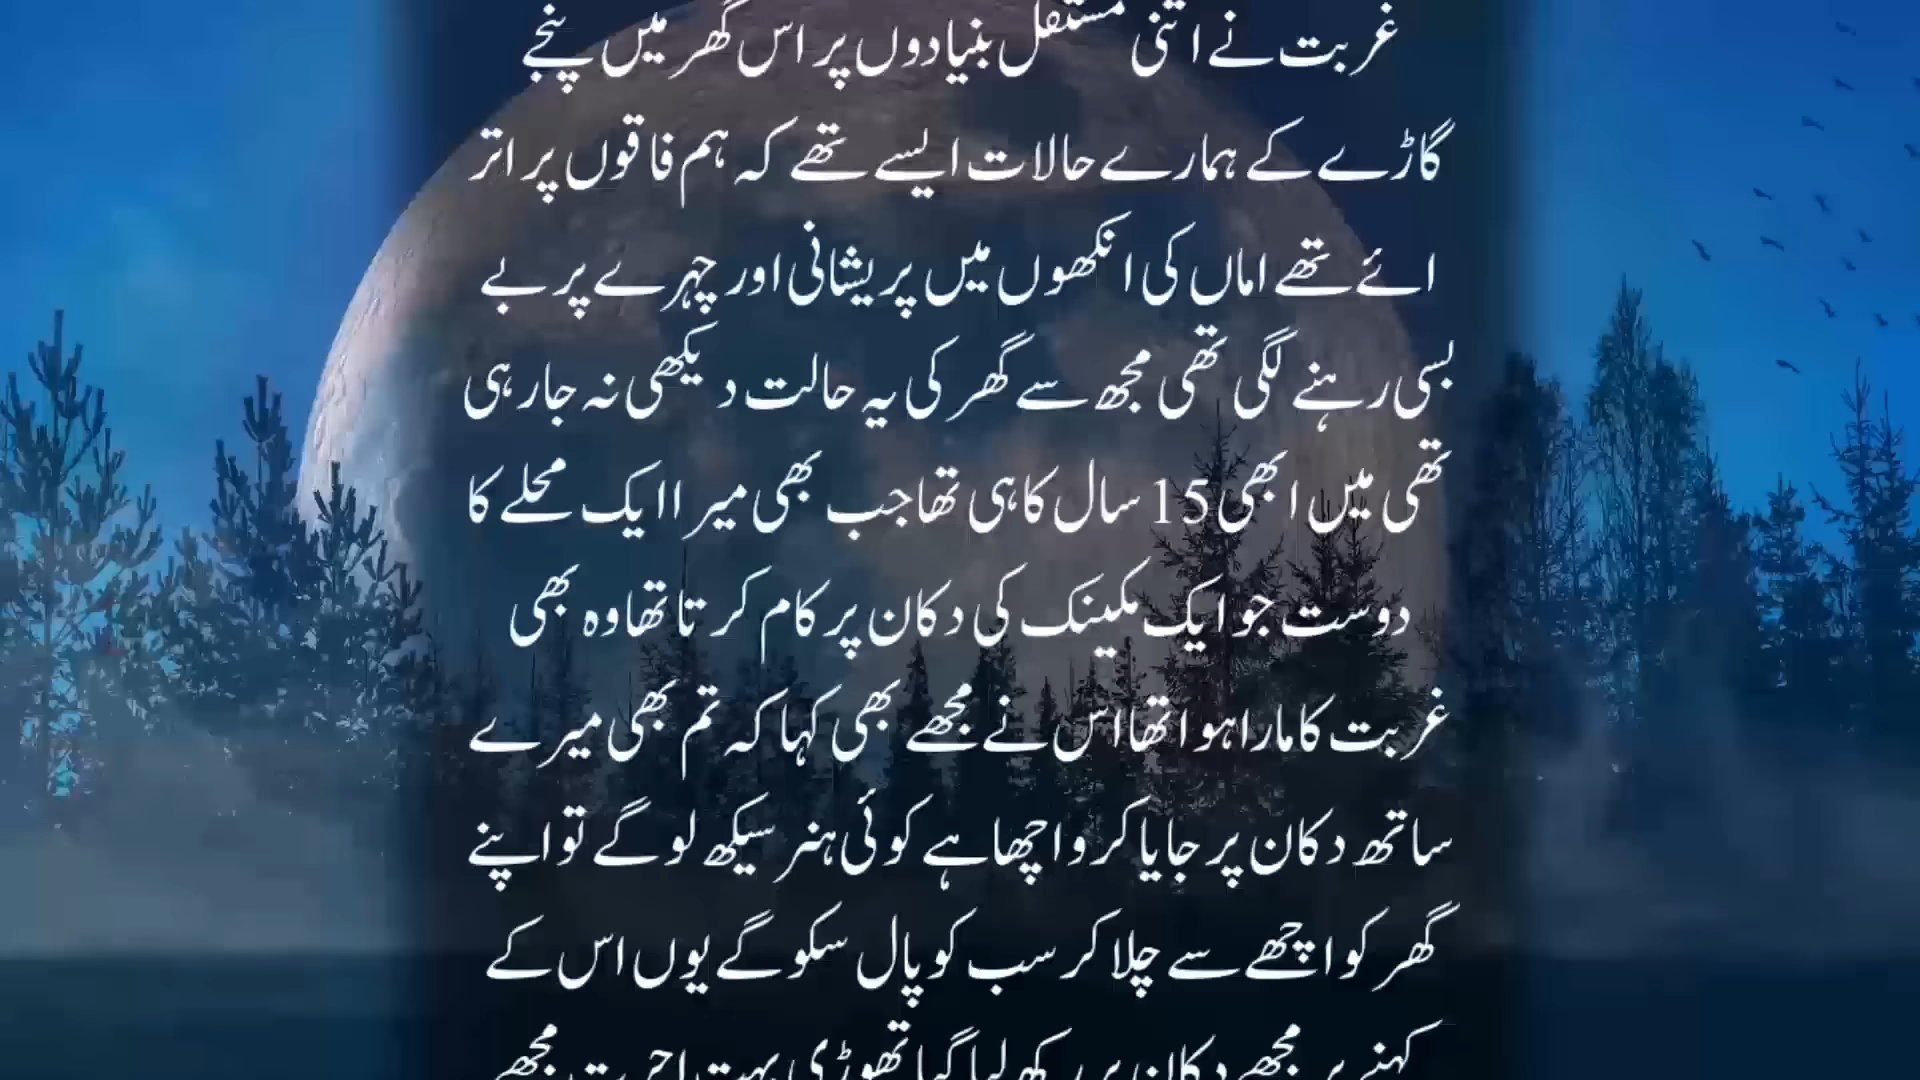 غربت نے اتنی مستقل بنیادوں پر اس گھر میں پنجے
گاڑے کے ہمارے حالات ایسے تھے کہ ہم فاقوں پر اتر
ائے تھے اماں کی انکھوں میں پریشانی اور چہرے پر بے
بسی رہنے لگی تھی مجھ سے گھر کی یہ حالت دیکھی نہ جا رہی
تھی میں ابھی 15 سال کا ہی تھا جب بھی میرا ایک محلے کا
دوست جو ایک مکینک کی دکان پر کام کرتا تھا وہ بھی
غربت کا مارا ہوا تھا اس نے مجھے بھی کہا کہ تم بھی میرے
ساتھ دکان پر جایا کرو اچھا ہے کوئی ہنر سیکھ لو گے تو اپنے
گھر کو اچھے سے چلا کر سب کو پال سکو گے یوں اس کے
کہنے پر مجھے دکان پر رکھ لیا گیا تھوڑی بہت اجرت مجھے